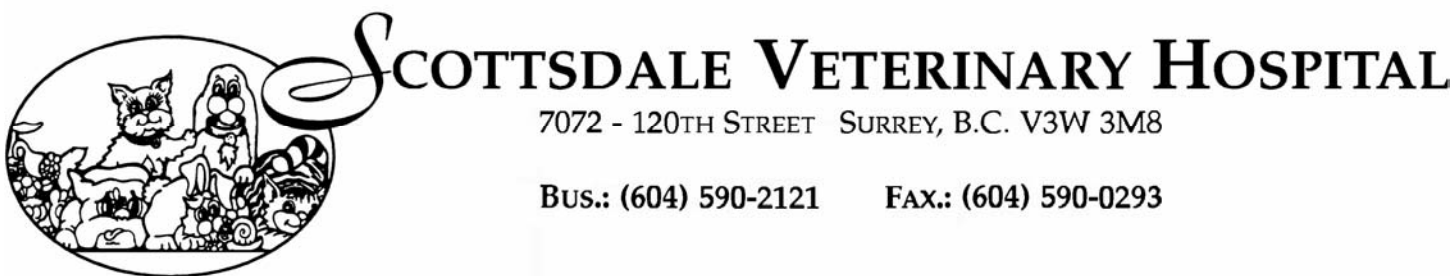 SCOTTSDALE VETERINARY HOSPITAL
7072 - 120TH STREET SURREY, B.C. V3W 3M8
BUS.: (604) 590-2121 FAX.: (604) 590-0293